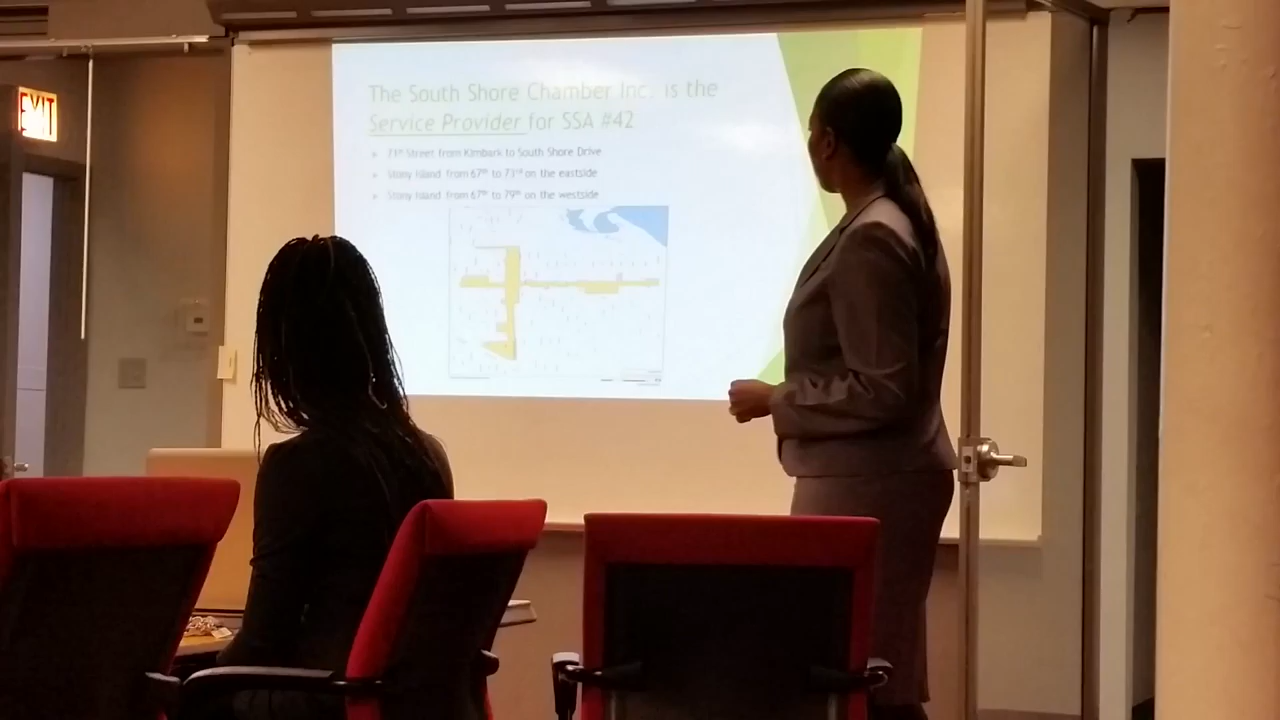 EXIT
The South Shore Chamber Inc. is the
Service Provider for SSA #42
71st Street from Kimbark to South Shore Drive
Stony Island from 67th to 73rd on the eastside
Stony Island from 67th to 79th on the westside